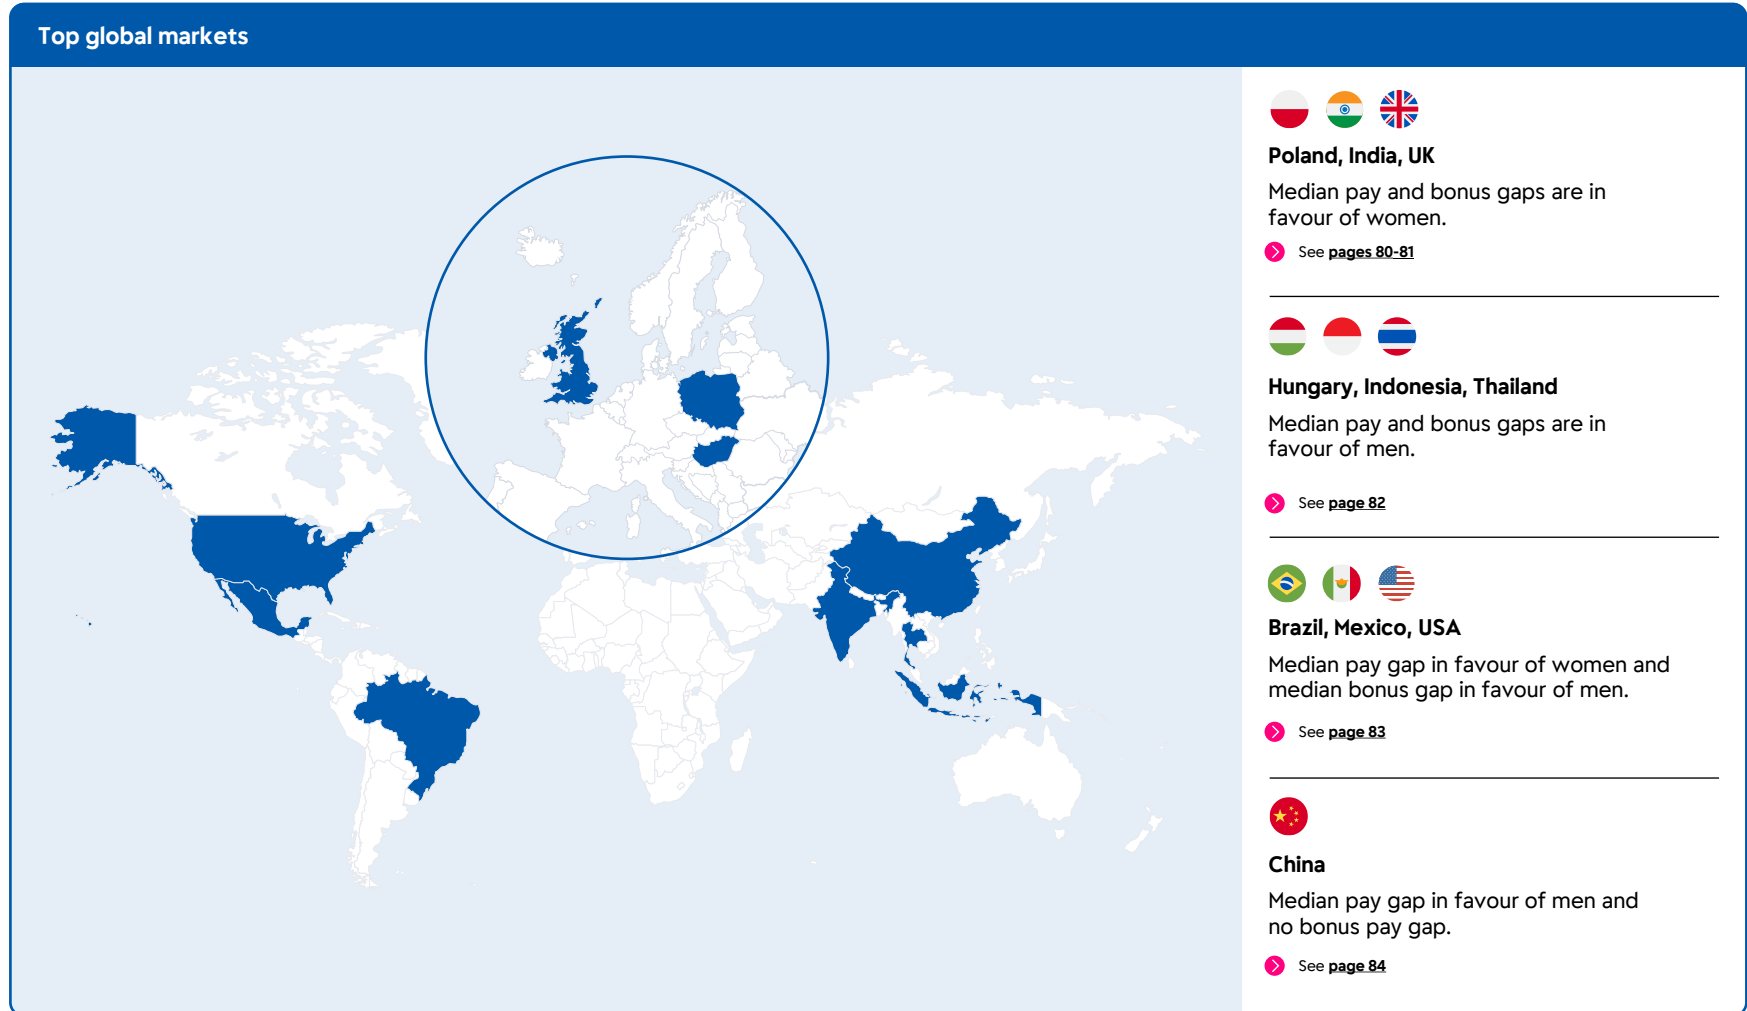 Top global markets
Poland, India, UK
Median pay and bonus gaps are in
favour of women.
See pages 80-81
Hungary, Indonesia, Thailand
Median pay and bonus gaps are in
favour of men.
See page 82
Brazil, Mexico, USA
Median pay gap in favour of women and
median bonus gap in favour of men.
See page 83
China
Median pay gap in favour of men and
no bonus pay gap.
See page 84